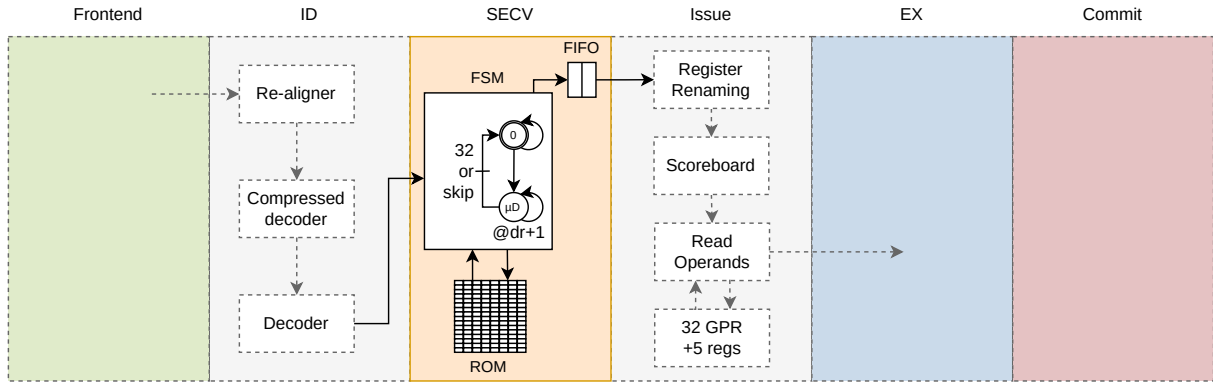 Frontend
ID
SECV
Issue
EX
Commit
Re-aligner
Compressed
decoder
Decoder
FSM
FIFO
0
32
or
skip
µD
@dr+1
ROM
Register
Renaming
Scoreboard
Read
Operands
32 GPR
+5 regs